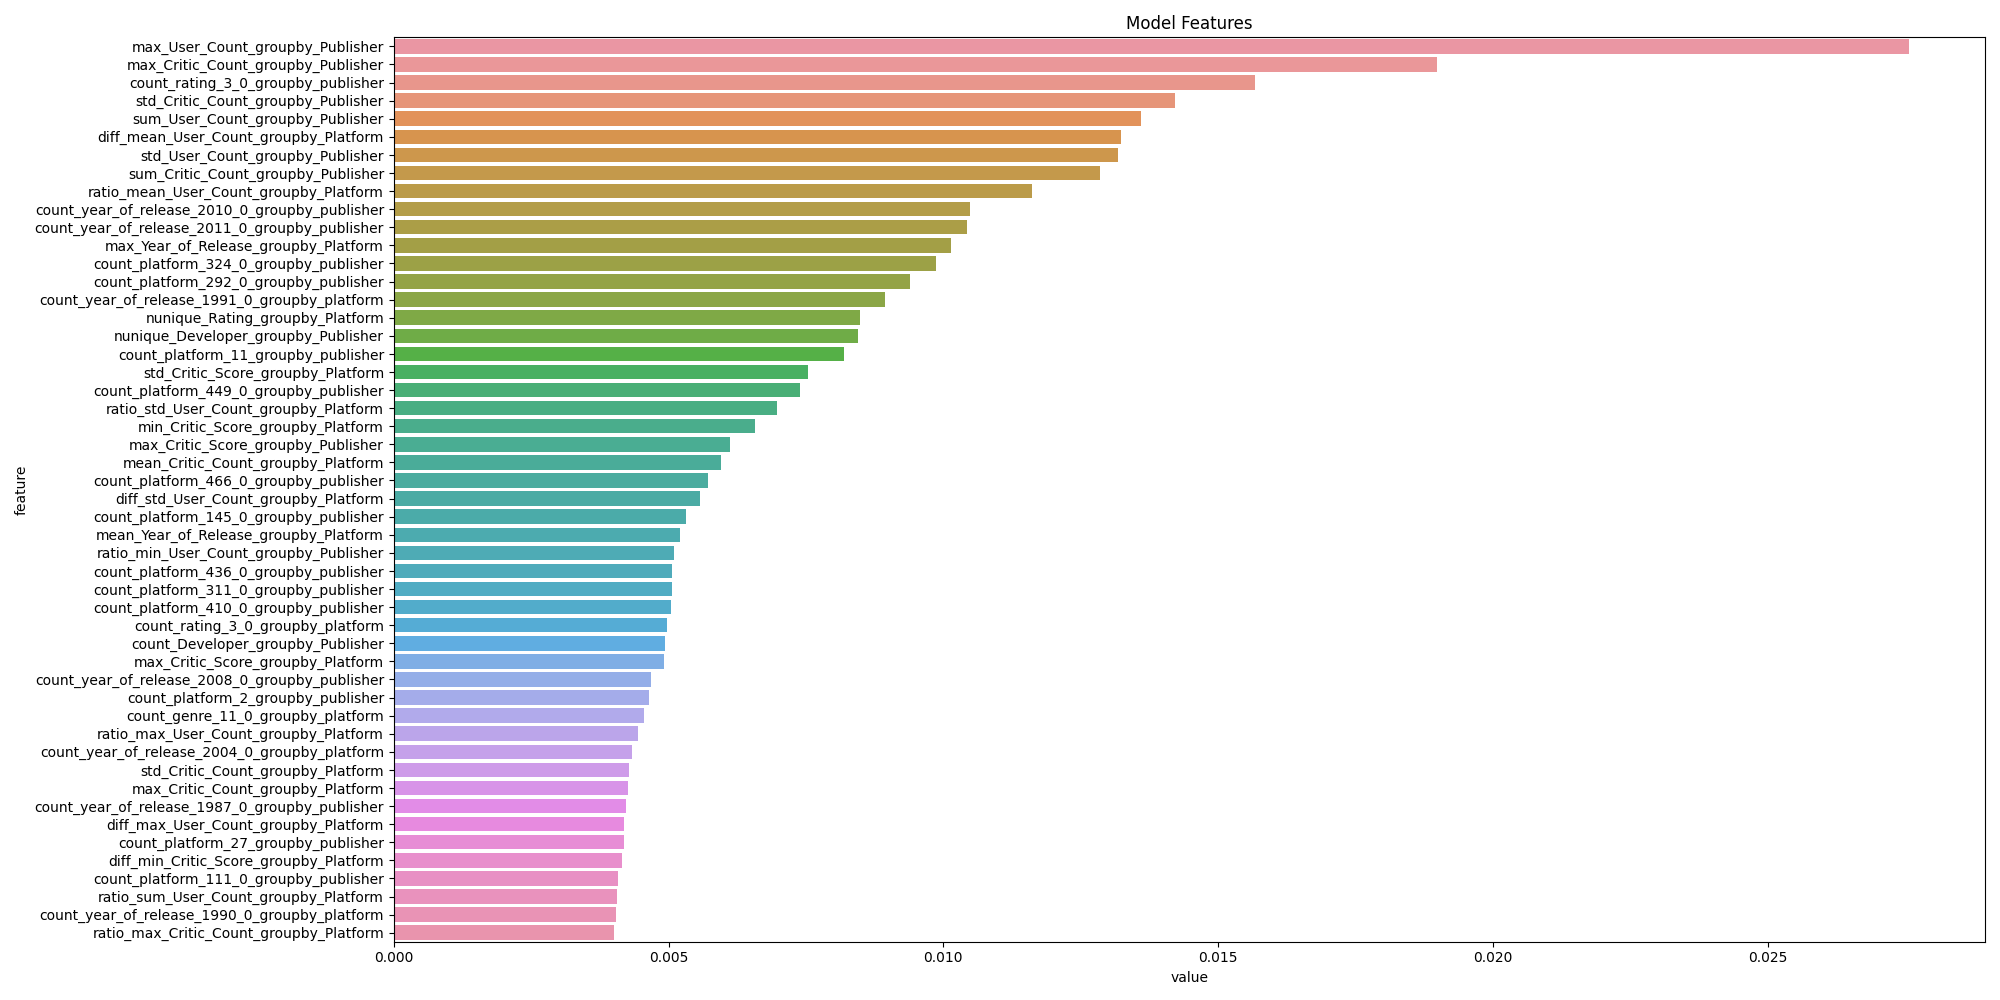 Model Features
max_User_Count_groupby_Publisher
max_Critic_Count_groupby_Publisher
count_rating_3_0_groupby_publisher
std_Critic_Count_groupby_Publisher
sum_User_Count_groupby_Publisher
diff_mean_User_Count_groupby_Platform
std_User_Count_groupby_Publisher
sum_Critic_Count_groupby_Publisher
ratio_mean_User_Count_groupby_Platform
count_year_of_release_2010_0_groupby_publisher
count_year_of_release_2011_0_groupby_publisher
max_Year_of_Release_groupby_Platform
count_platform_324_0_groupby_publisher
count_platform_292_0_groupby_publisher
count_year_of_release_1991_0_groupby_platform
nunique_Rating_groupby_Platform
nunique_Developer_groupby_Publisher
count_platform_11_groupby_publisher
std_Critic_Score_groupby_Platform
count_platform_449_0_groupby_publisher
ratio_std_User_Count_groupby_Platform
min_Critic_Score_groupby_Platform
max_Critic_Score_groupby_Publisher
mean_Critic_Count_groupby_Platform
count_platform_466_0_groupby_publisher
diff_std_User_Count_groupby_Platform
count_platform_145_0_groupby_publisher
mean_Year_of_Release_groupby_Platform
ratio_min_User_Count_groupby_Publisher
count_platform_436_0_groupby_publisher
count_platform_311_0_groupby_publisher
count_platform_410_0_groupby_publisher
count_rating_3_0_groupby_platform
count_Developer_groupby_Publisher
max_Critic_Score_groupby_Platform
count_year_of_release_2008_0_groupby_publisher
count_platform_2_groupby_publisher
count_genre_11_0_groupby_platform
ratio_max_User_Count_groupby_Platform
count_year_of_release_2004_0_groupby_platform
std_Critic_Count_groupby_Platform
max_Critic_Count_groupby_Platform
count_year_of_release_1987_0_groupby_publisher
diff_max_User_Count_groupby_Platform
count_platform_27_groupby_publisher
diff_min_Critic_Score_groupby_Platform
count_platform_111_0_groupby_publisher
ratio_sum_User_Count_groupby_Platform
count_year_of_release_1990_0_groupby_platform
ratio_max_Critic_Count_groupby_Platform
feature
0.000 0.005 0.010 0.015 0.020 0.025
value